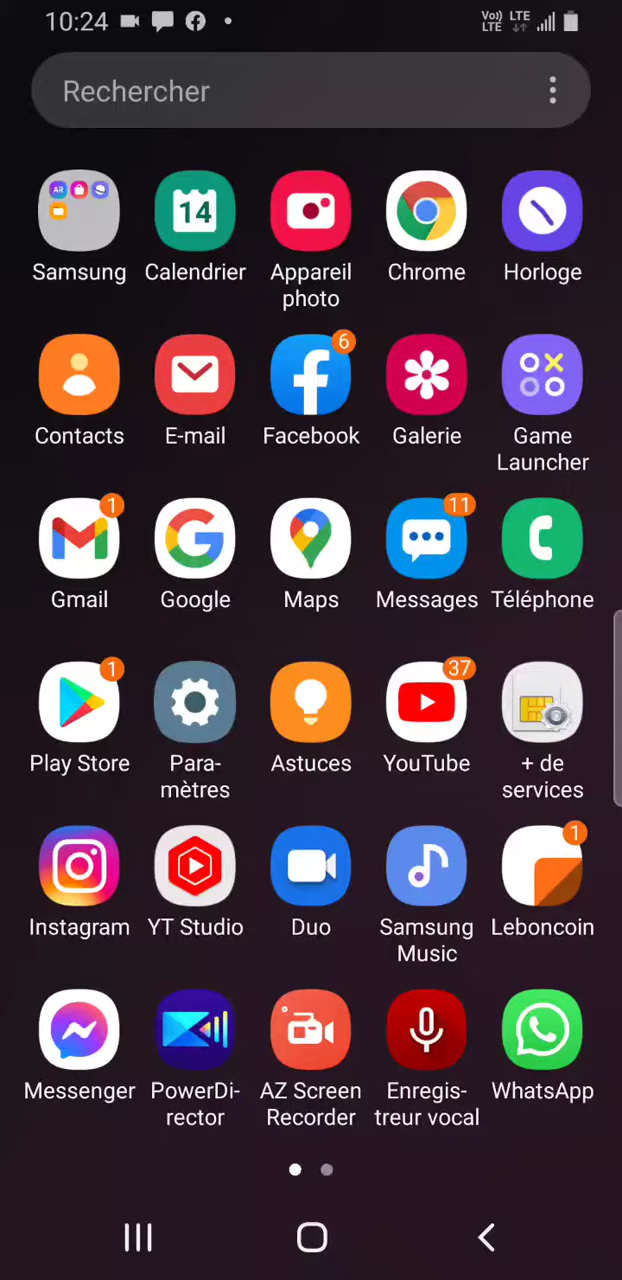 10:24
Vo)) LTE
LTE
Rechercher
AR
14
Samsung Calendrier Appareil Chrome Horloge
photo
6
Contacts E-mail Facebook Galerie Game
Launcher
1 11
Gmail Google Maps Messages Téléphone
1 37
Play Store Para- Astuces YouTube + de
mètres services
1
Instagram YT Studio Duo Samsung Leboncoin
Music
Messenger PowerDi- AZ Screen Enregis- WhatsApp
rector Recorder treur vocal